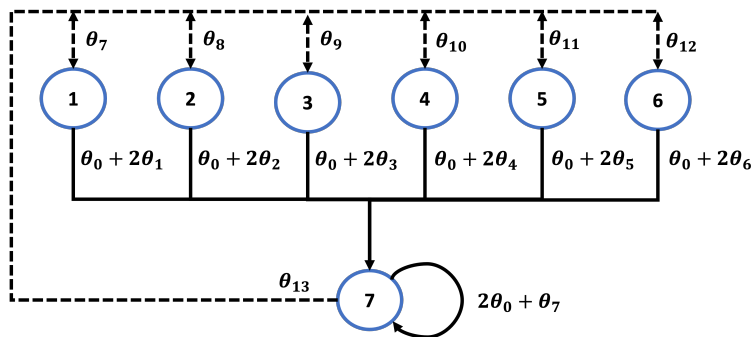 θ₇ θ₈ θ₉ θ₁₀ θ₁₁ θ₁₂
1 2 3 4 5 6
θ₀ + 2θ₁ θ₀ + 2θ₂ θ₀ + 2θ₃ θ₀ + 2θ₄ θ₀ + 2θ₅ θ₀ + 2θ₆
θ₁₃ 7 2θ₀ + θ₇